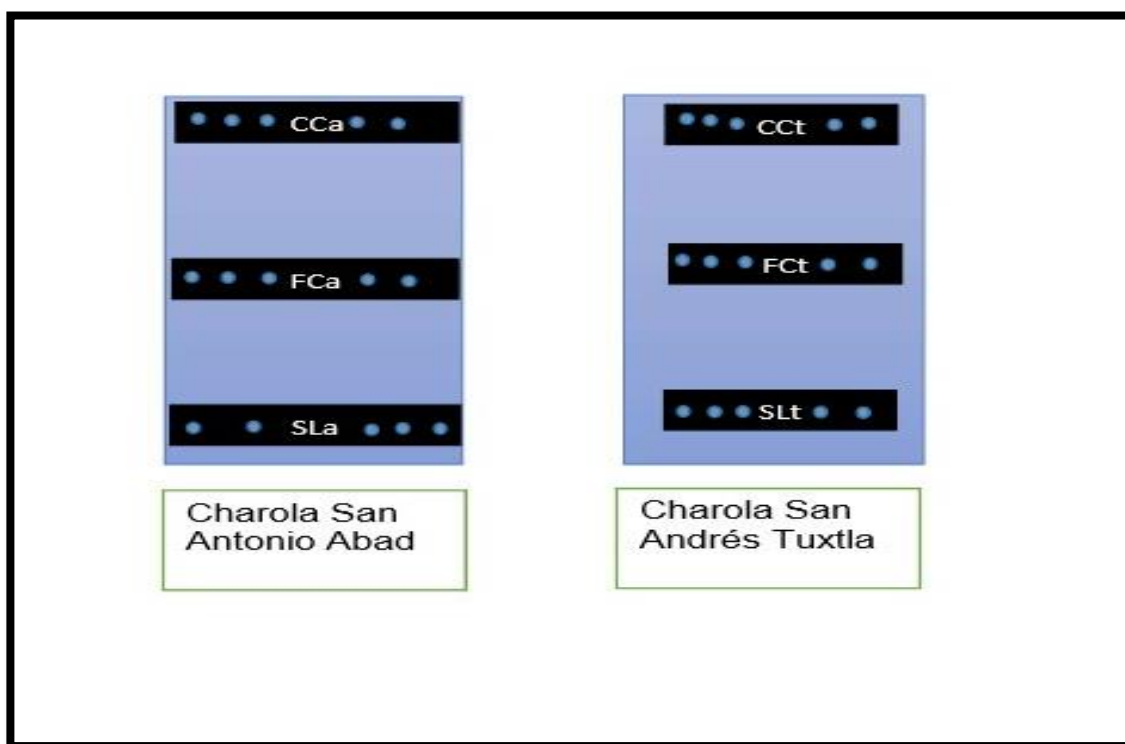 CCa
FCa
SLa
Charola San
Antonio Abad
CCt
FCt
SLt
Charola San
Andrés Tuxtla